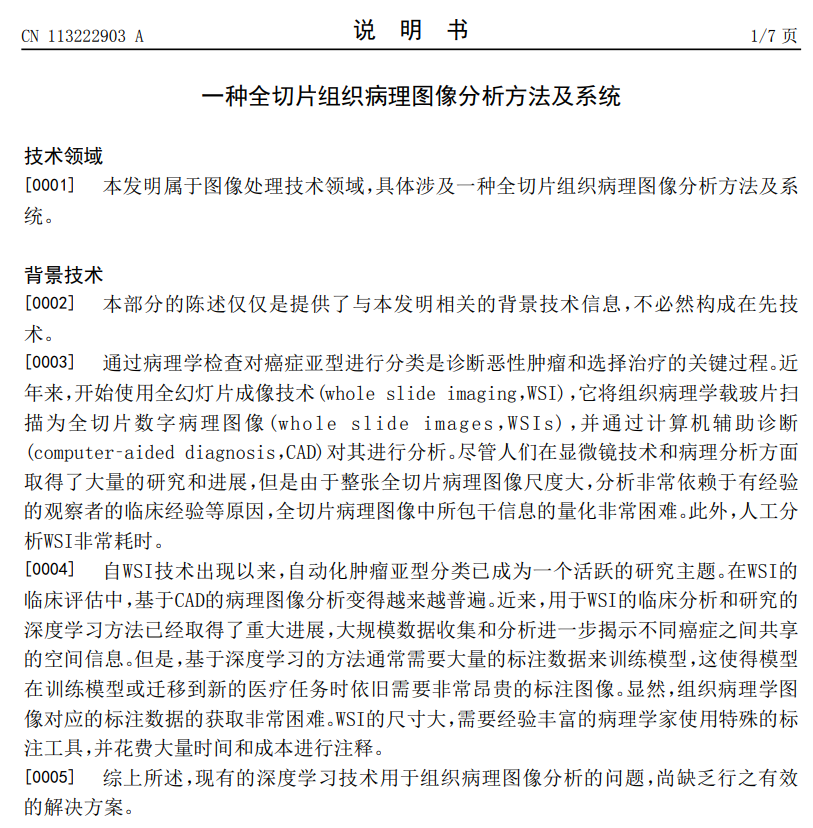 CN 113222903 A
说 明 书
1/7 页
一种全切片组织病理图像分析方法及系统
技术领域
[0001] 本发明属于图像处理技术领域,具体涉及一种全切片组织病理图像分析方法及系
统。
背景技术
[0002] 本部分的陈述仅仅是提供了与本发明相关的背景技术信息,不必然构成在先技
术。
[0003] 通过病理学检查对癌症亚型进行分类是诊断恶性肿瘤和选择治疗的关键过程。近
年来,开始使用全幻灯片成像技术(whole slide imaging,WSI),它将组织病理学载玻片扫
描为全切片数字病理图像(whole slide images,WSIs),并通过计算机辅助诊断
(computer-aided diagnosis,CAD)对其进行分析。尽管人们在显微镜技术和病理分析方面
取得了大量的研究和进展,但是由于整张全切片病理图像尺度大,分析非常依赖于有经验
的观察者的临床经验等原因,全切片病理图像中所包干信息的量化非常困难。此外,人工分
析WSI非常耗时。
[0004] 自WSI技术出现以来,自动化肿瘤亚型分类已成为一个活跃的研究主题。在WSI的
临床评估中,基于CAD的病理图像分析变得越来越普遍。近来,用于WSI的临床分析和研究的
深度学习方法已经取得了重大进展,大规模数据收集和分析进一步揭示不同癌症之间共享
的空间信息。但是,基于深度学习的方法通常需要大量的标注数据来训练模型,这使得模型
在训练模型或迁移到新的医疗任务时依旧需要非常昂贵的标注图像。显然,组织病理学图
像对应的标注数据的获取非常困难。WSI的尺寸大,需要经验丰富的病理学家使用特殊的标
注工具,并花费大量时间和成本进行注释。
[0005] 综上所述,现有的深度学习技术用于组织病理图像分析的问题,尚缺乏行之有效
的解决方案。